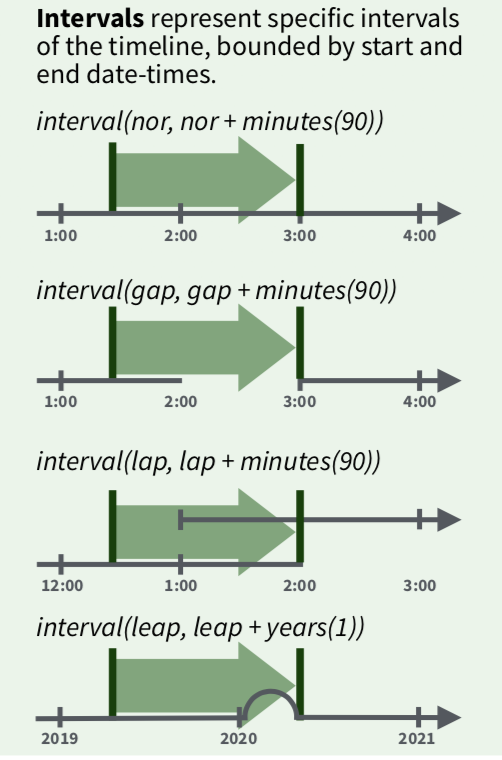 Intervals represent specific intervals
of the timeline, bounded by start and
end date-times.
interval(nor, nor + minutes(90))
1:00 2:00 3:00 4:00
interval(gap, gap + minutes(90))
1:00 2:00 3:00 4:00
interval(lap, lap + minutes(90))
12:00 1:00 2:00 3:00
interval(leap, leap + years(1))
2019 2020 2021